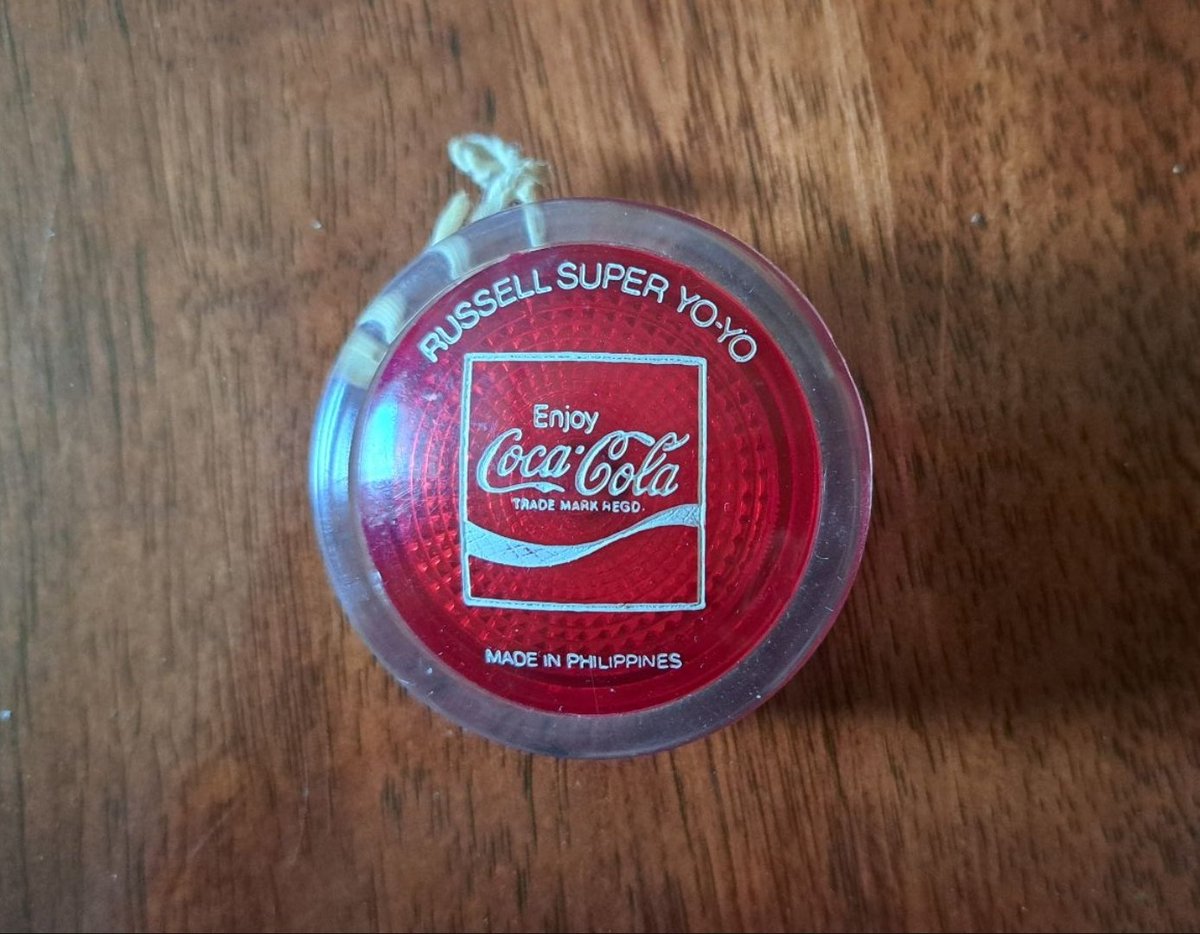 RUSSELL SUPER YO-YO
Enjoy
Coca-Cola
TRADE MARK REGD.
MADE IN PHILIPPINES